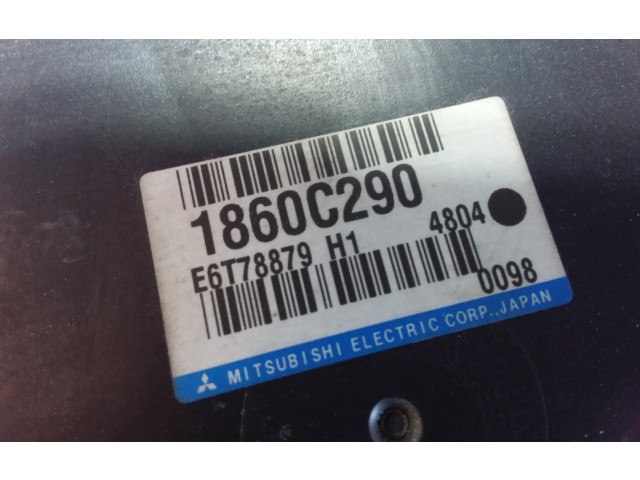 1860C290
E6T78879 H1 4804
0098
MITSUBISHI ELECTRIC CORP., JAPAN